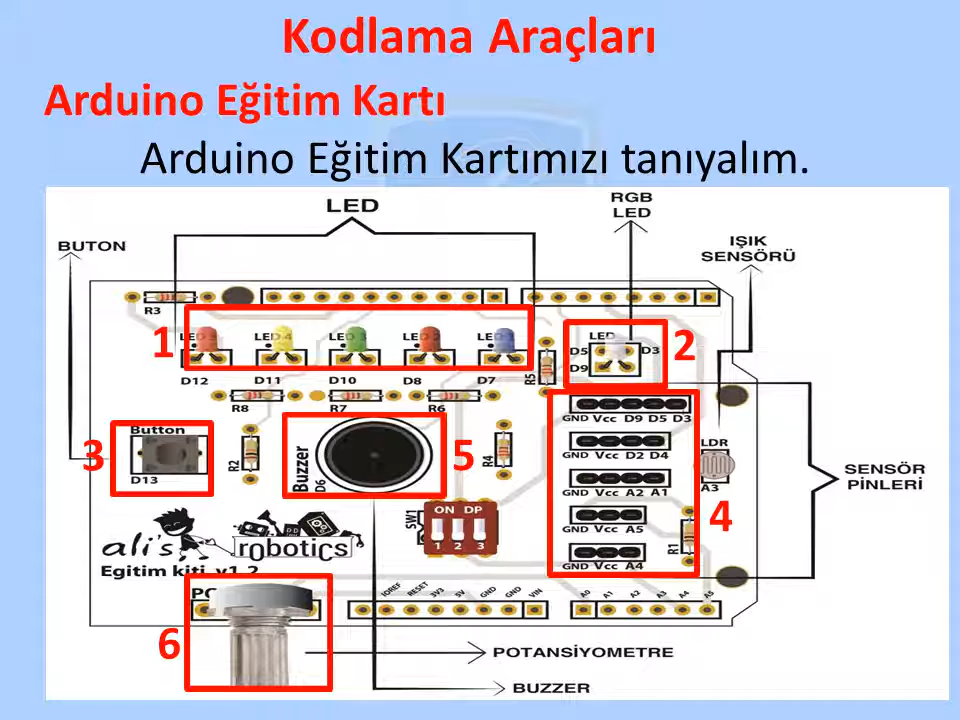 Kodlama Araçları
Arduino Eğitim Kartı
Arduino Eğitim Kartımızı tanıyalım.
LED
RGB
LED
BUTON
IŞIK
SENSÖRÜ
R3
1
LED 4
LED
2
D5
D3
D9
R5
D12
D11
D10
D8
D7
R8
R7
R6
GND Vcc D9 D5 D3
3
Button
D13
R2
Buzzer
D6
5
R4
GND Vcc D2 D4
LDR
A3
SENSÖR
PİNLERİ
GND Vcc A2 A1
4
SW1
ON DP
1 2 3
GND Vcc A5
R1
ali's robotics
Egitim kiti v1.2
GND Vcc A4
IOREF RESET 3V3 5V GND GND VIN
A0 A1 A2 A3 A4 A5
6
POTANSİYOMETRE
BUZZER